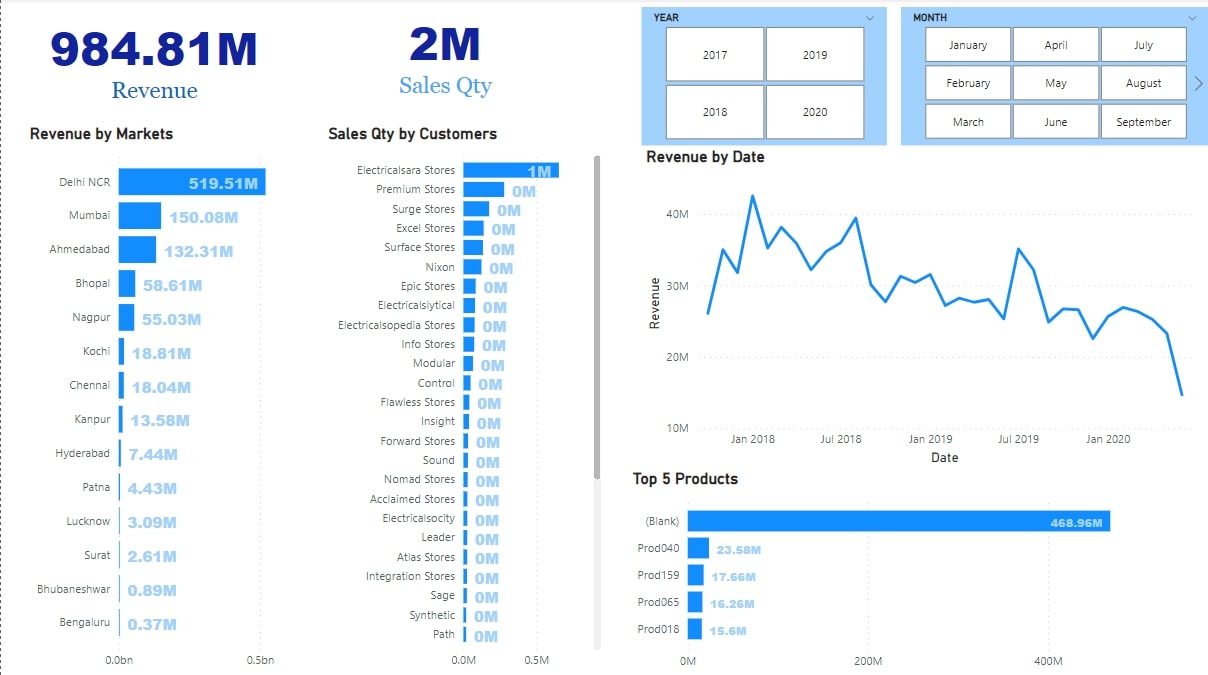 984.81M
Revenue
2M
Sales Qty
YEAR
2017
2019
2018
2020
MONTH
January
April
July
February
May
August
March
June
September
Revenue by Markets
Delhi NCR 519.51M
Mumbai 150.08M
Ahmedabad 132.31M
Bhopal 58.61M
Nagpur 55.03M
Kochi 18.81M
Chennai 18.04M
Kanpur 13.58M
Hyderabad 7.44M
Patna 4.43M
Lucknow 3.09M
Surat 2.61M
Bhubaneshwar 0.89M
Bengaluru 0.37M
0.0bn 0.5bn
Sales Qty by Customers
Electricalsara Stores 1M
Premium Stores 0M
Surge Stores 0M
Excel Stores 0M
Surface Stores 0M
Nixon 0M
Epic Stores 0M
Electricalslytical 0M
Electricalsopedia Stores 0M
Info Stores 0M
Modular 0M
Control 0M
Flawless Stores 0M
Insight 0M
Forward Stores 0M
Sound 0M
Nomad Stores 0M
Acclaimed Stores 0M
Electricalsocity 0M
Leader 0M
Atlas Stores 0M
Integration Stores 0M
Sage 0M
Synthetic 0M
Path 0M
0.0M 0.5M
Revenue by Date
Revenue
40M
30M
20M
10M
Jan 2018 Jul 2018 Jan 2019 Jul 2019 Jan 2020
Date
Top 5 Products
(Blank) 468.96M
Prod040 23.58M
Prod159 17.66M
Prod065 16.26M
Prod018 15.6M
0M 200M 400M